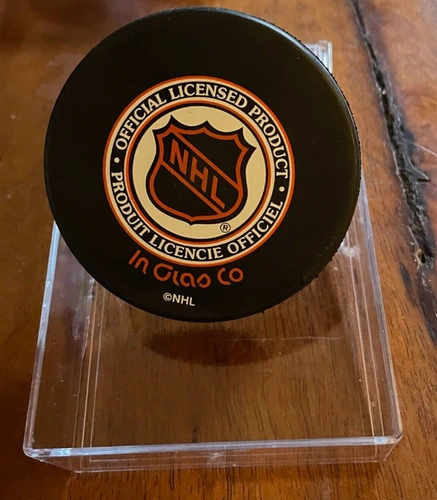 OFFICIAL LICENSED PRODUCT
NHL
®
• PRODUIT LICENCIE OFFICIEL •
In Glas Co
©NHL